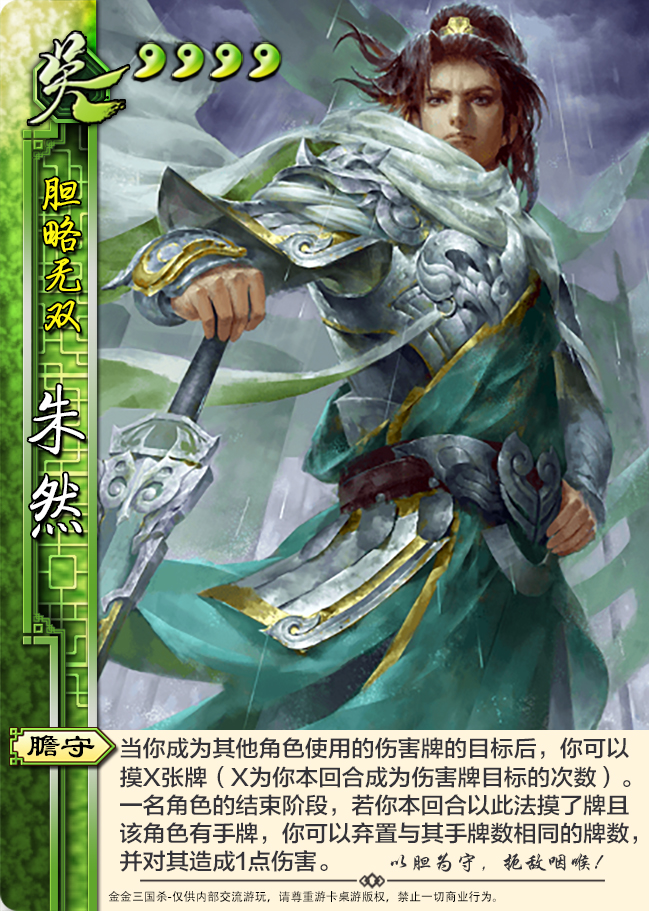 吴
胆略无双
朱然
膽守
当你成为其他角色使用的伤害牌的目标后，你可以
摸X张牌（X为你本回合成为伤害牌目标的次数）。
一名角色的结束阶段，若你本回合以此法摸了牌且
该角色有手牌，你可以弃置与其手牌数相同的牌数，
并对其造成1点伤害。
以胆为守，扼敌咽喉！
金金三国杀-仅供内部交流游玩，请尊重游卡桌游版权，禁止一切商业行为。